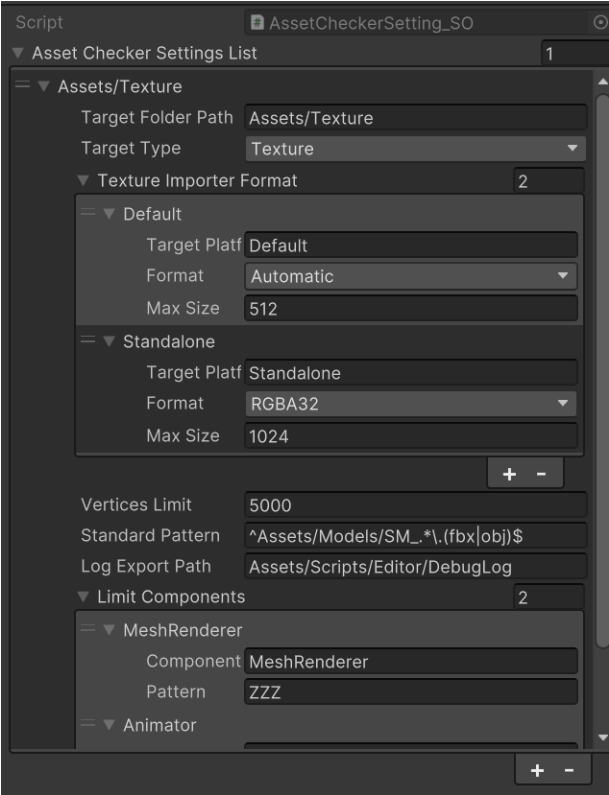 Script AssetCheckerSetting_SO
Asset Checker Settings List 1
Assets/Texture
Target Folder Path Assets/Texture
Target Type Texture
Texture Importer Format 2
Default
Target Platf Default
Format Automatic
Max Size 512
Standalone
Target Platf Standalone
Format RGBA32
Max Size 1024
+ -
Vertices Limit 5000
Standard Pattern ^Assets/Models/SM_.*\.(fbx|obj)$
Log Export Path Assets/Scripts/Editor/DebugLog
Limit Components 2
MeshRenderer
Component MeshRenderer
Pattern ZZZ
Animator
+ -